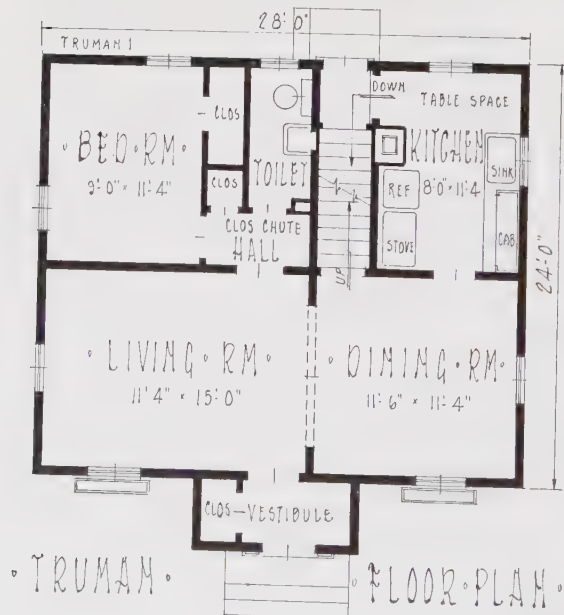 28'0"
TRUMAN 1
DOWN
TABLE SPACE
CLOS
BED·RM·
9'-0" × 11'-4"
KITCHEN
8'0"×11'4
SINK
TOILET
REF
CLOS
CAB.
CLOS CHUTE
HALL
STOVE
UP
24'0"
·LIVING·RM·
11'4" × 15'0"
·DINING·RM·
11'6" × 11'4"
CLOS—VESTIBULE
·TRUMAN·
·FLOOR·PLAN·